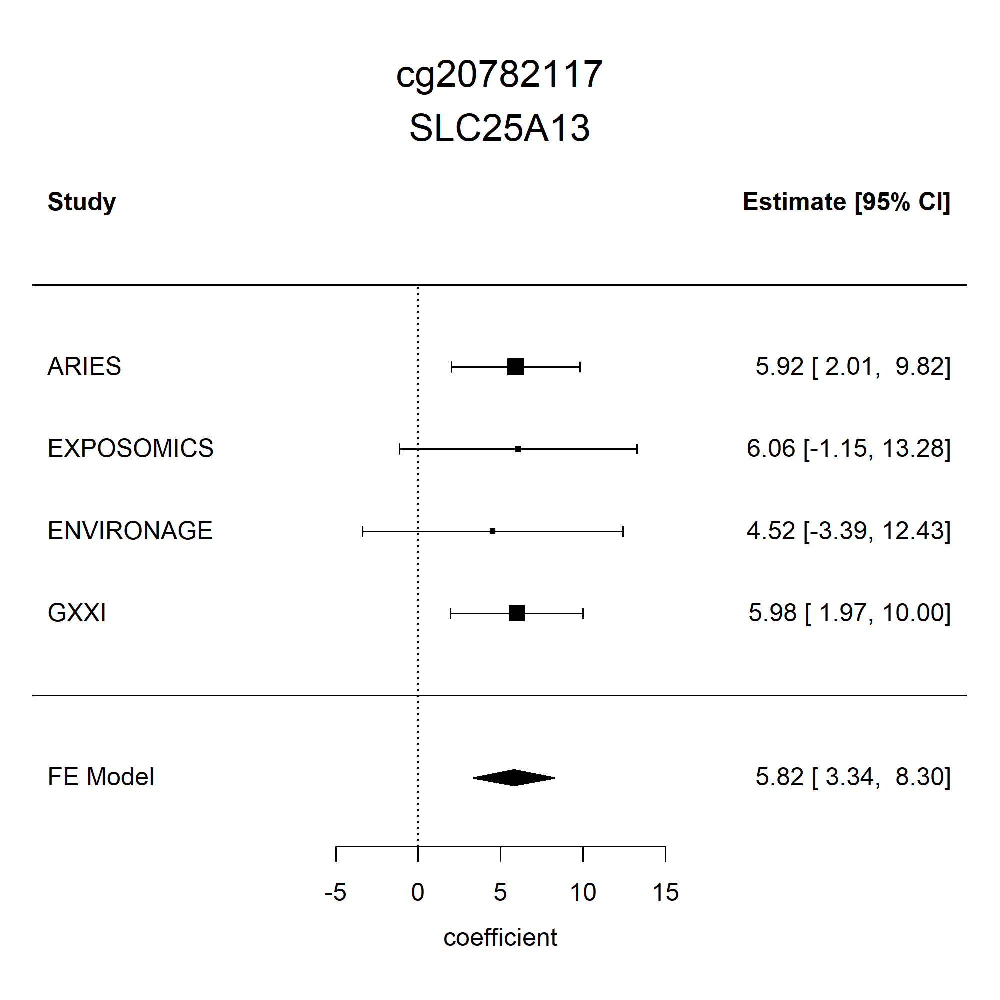 cg20782117
SLC25A13
Study Estimate [95% CI]
ARIES 5.92 [ 2.01,  9.82]
EXPOSOMICS 6.06 [-1.15, 13.28]
ENVIRONAGE 4.52 [-3.39, 12.43]
GXXI 5.98 [ 1.97, 10.00]
FE Model 5.82 [ 3.34,  8.30]
-5 0 5 10 15
coefficient